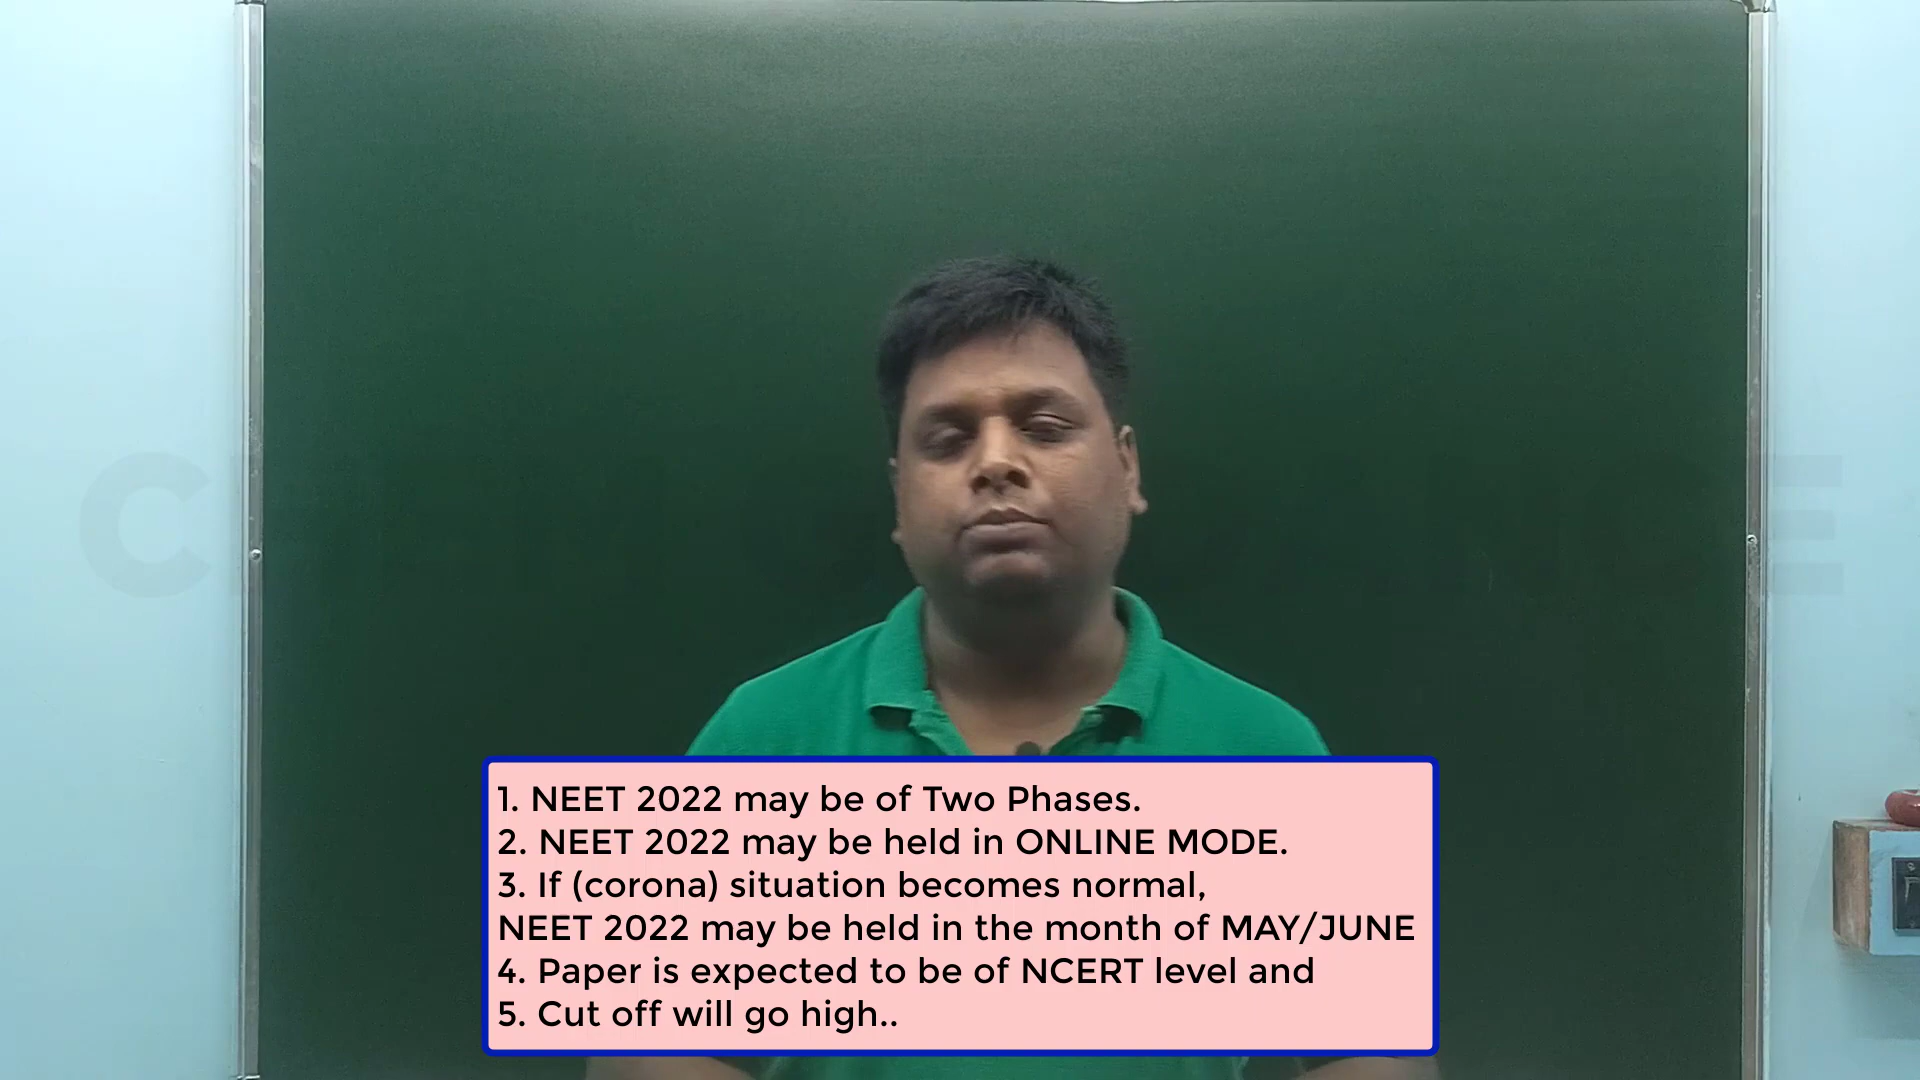 1. NEET 2022 may be of Two Phases.
2. NEET 2022 may be held in ONLINE MODE.
3. If (corona) situation becomes normal,
NEET 2022 may be held in the month of MAY/JUNE
4. Paper is expected to be of NCERT level and
5. Cut off will go high..